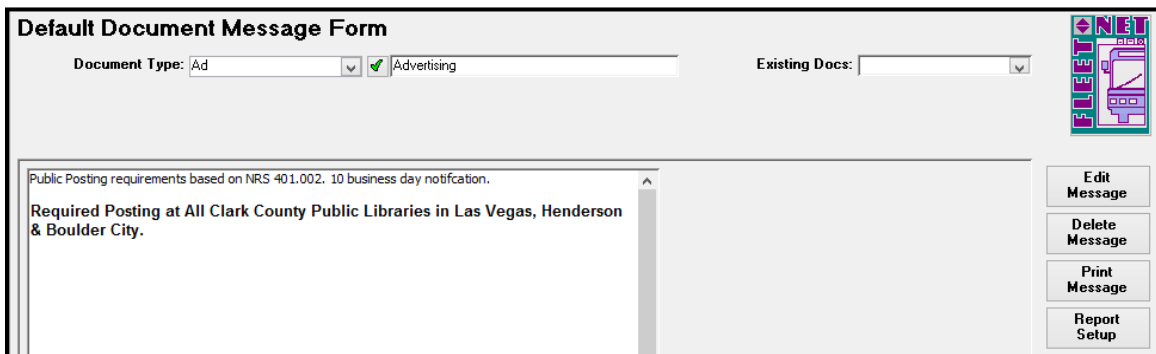 Default Document Message Form
Document Type: Ad Advertising Existing Docs:
FLEET NET
Public Posting requirements based on NRS 401.002. 10 business day notifcation.
Required Posting at All Clark County Public Libraries in Las Vegas, Henderson
& Boulder City.
Edit
Message
Delete
Message
Print
Message
Report
Setup